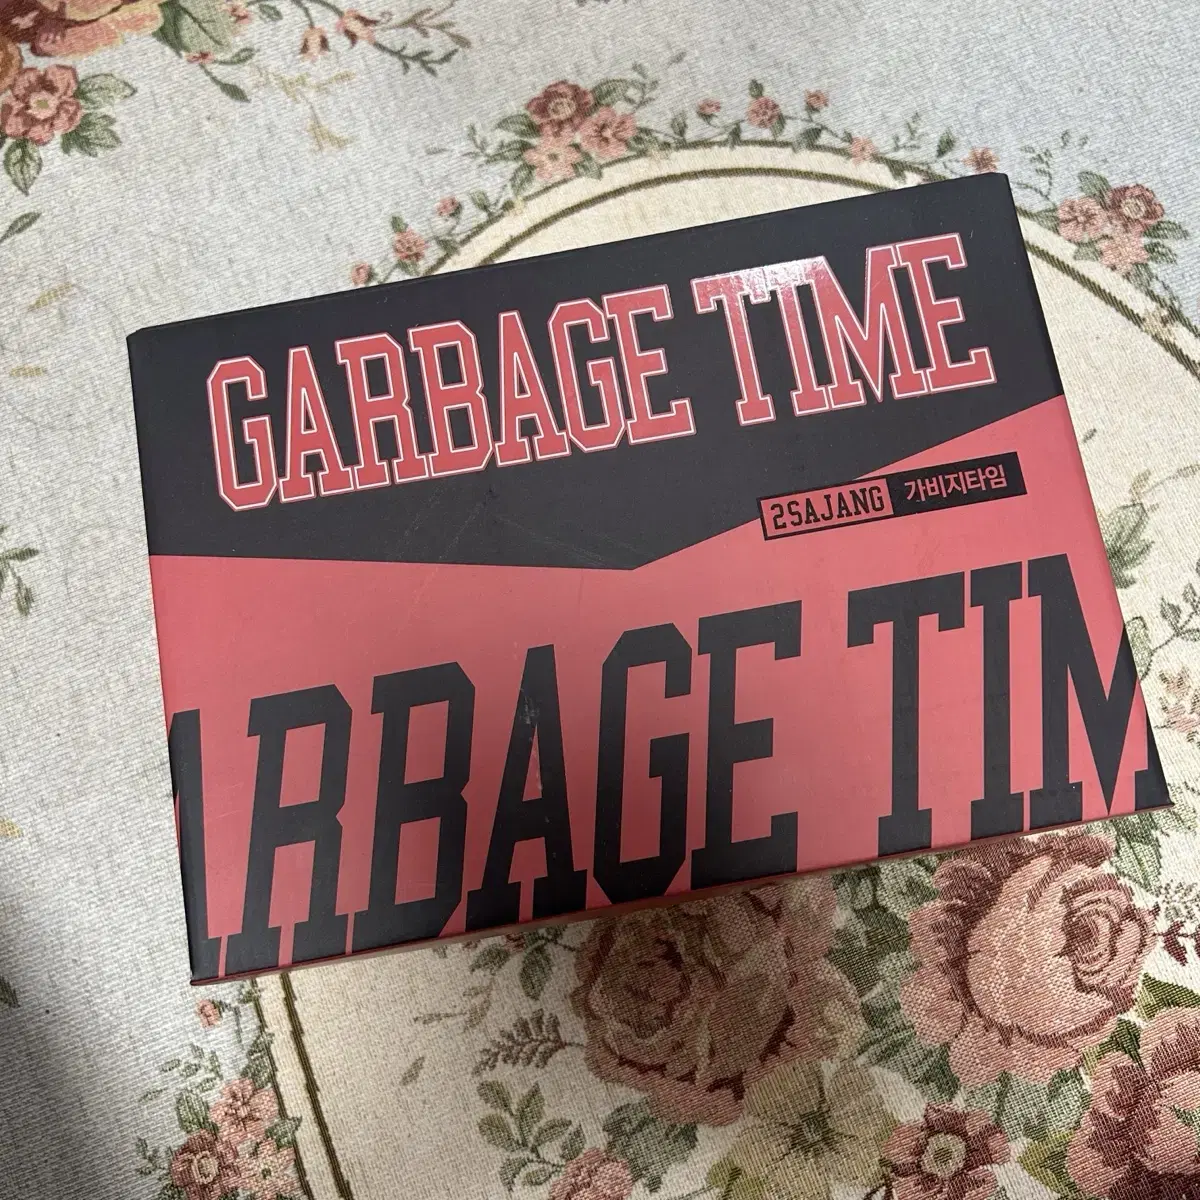 GARBAGE TIME
2SAJANG 가비지타임
ARBAGE TIM